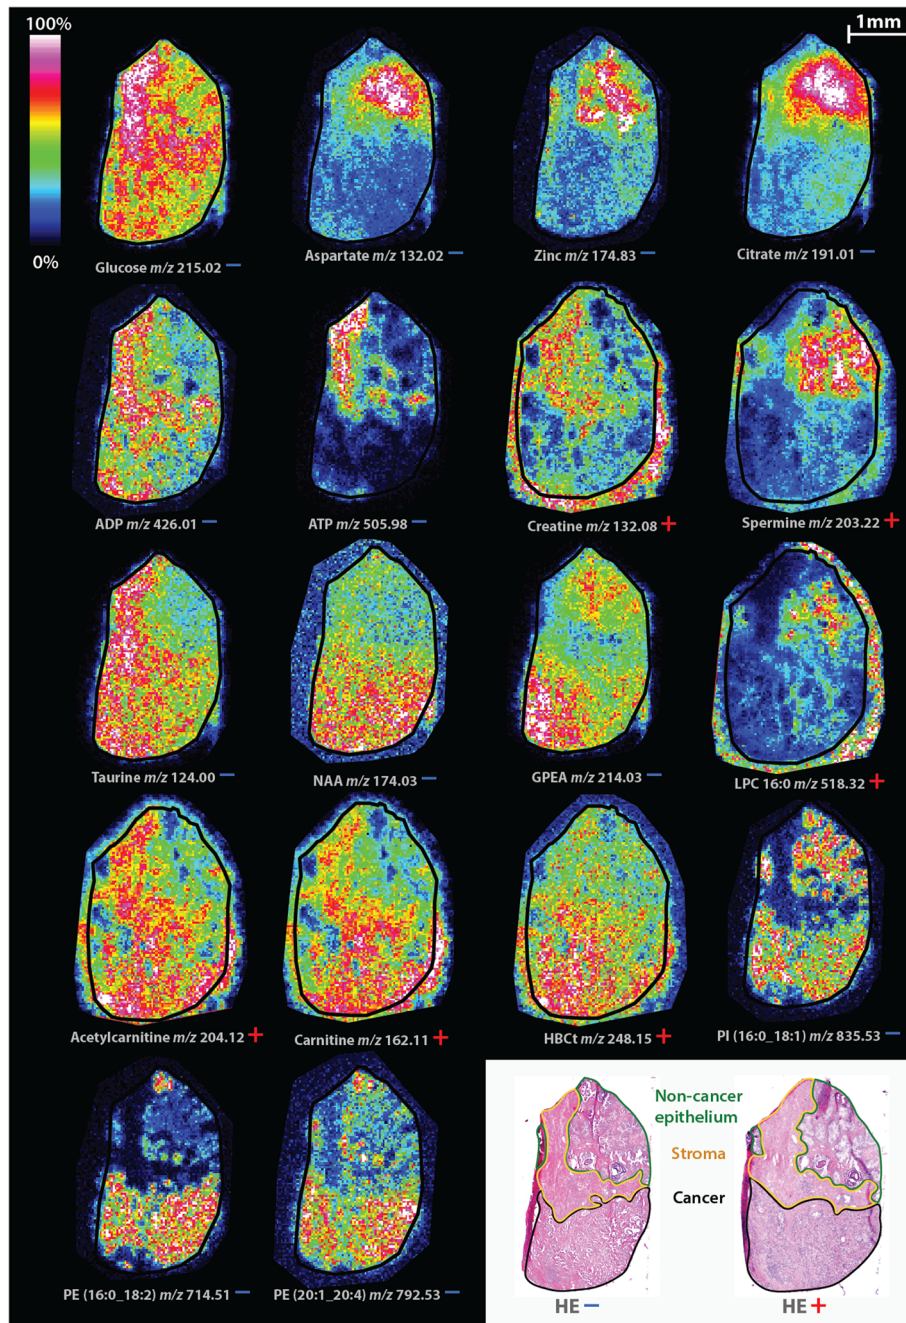 100%
1mm
0%
Glucose m/z 215.02 −
Aspartate m/z 132.02 −
Zinc m/z 174.83 −
Citrate m/z 191.01 −
ADP m/z 426.01 −
ATP m/z 505.98 −
Creatine m/z 132.08 +
Spermine m/z 203.22 +
Taurine m/z 124.00 −
NAA m/z 174.03 −
GPEA m/z 214.03 −
LPC 16:0 m/z 518.32 +
Acetylcarnitine m/z 204.12 +
Carnitine m/z 162.11 +
HBCt m/z 248.15 +
PI (16:0_18:1) m/z 835.53 −
PE (16:0_18:2) m/z 714.51 −
PE (20:1_20:4) m/z 792.53 −
Non-cancer
epithelium
Stroma
Cancer
HE −
HE +